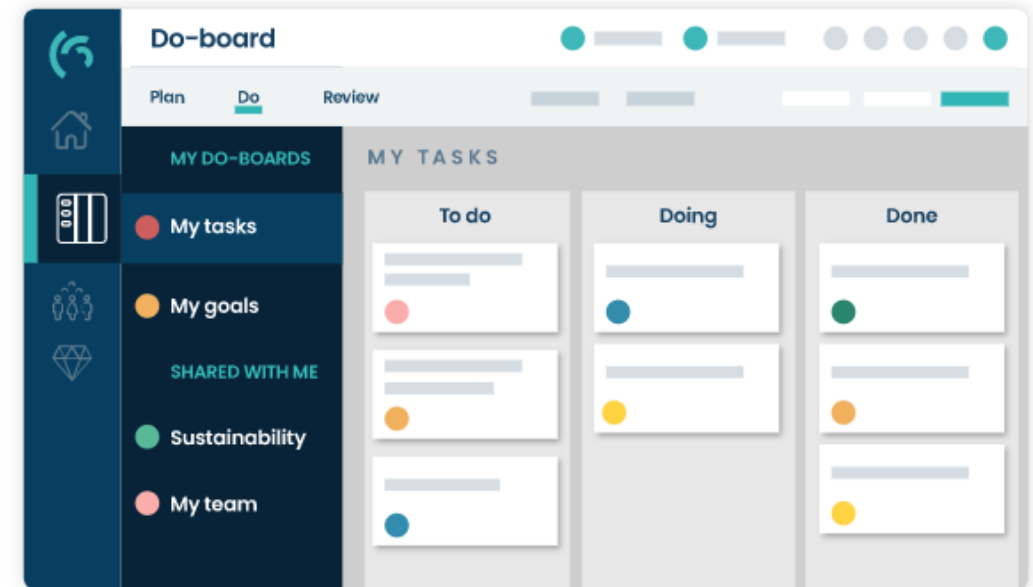 Do-board
Plan Do Review
MY DO-BOARDS
My tasks
My goals
SHARED WITH ME
Sustainability
My team
MY TASKS
To do Doing Done